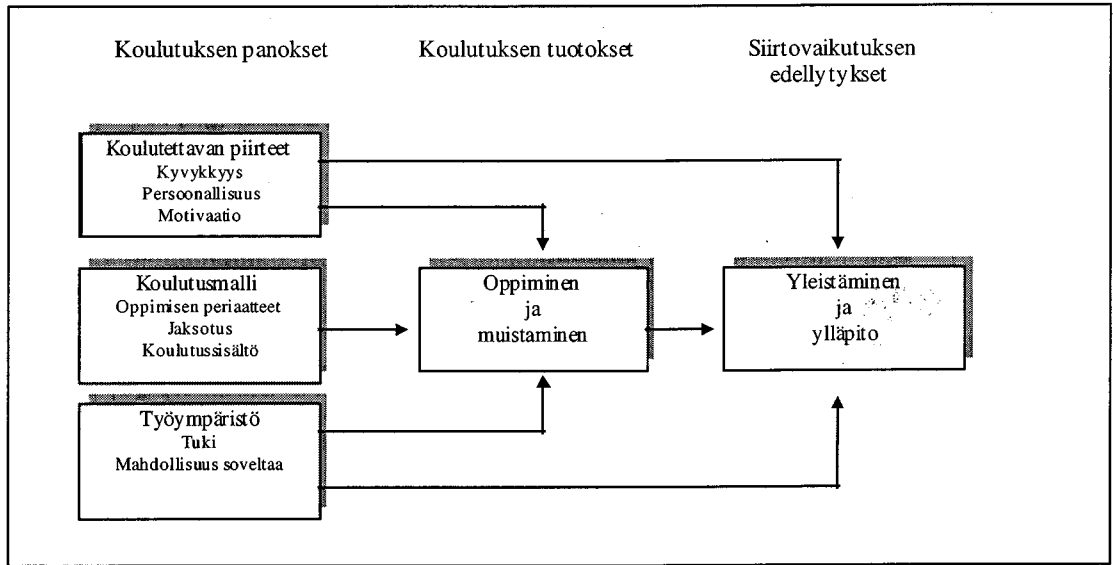 Koulutuksen panokset
Koulutuksen tuotokset
Siirtovaikutuksen
edellytykset
Koulutettavan piirteet
Kyvykkyys
Persoonallisuus
Motivaatio
Koulutusmalli
Oppimisen periaatteet
Jaksotus
Koulutussisältö
Oppiminen
ja
muistaminen
Yleistäminen
ja
ylläpito
Työympäristö
Tuki
Mahdollisuus soveltaa